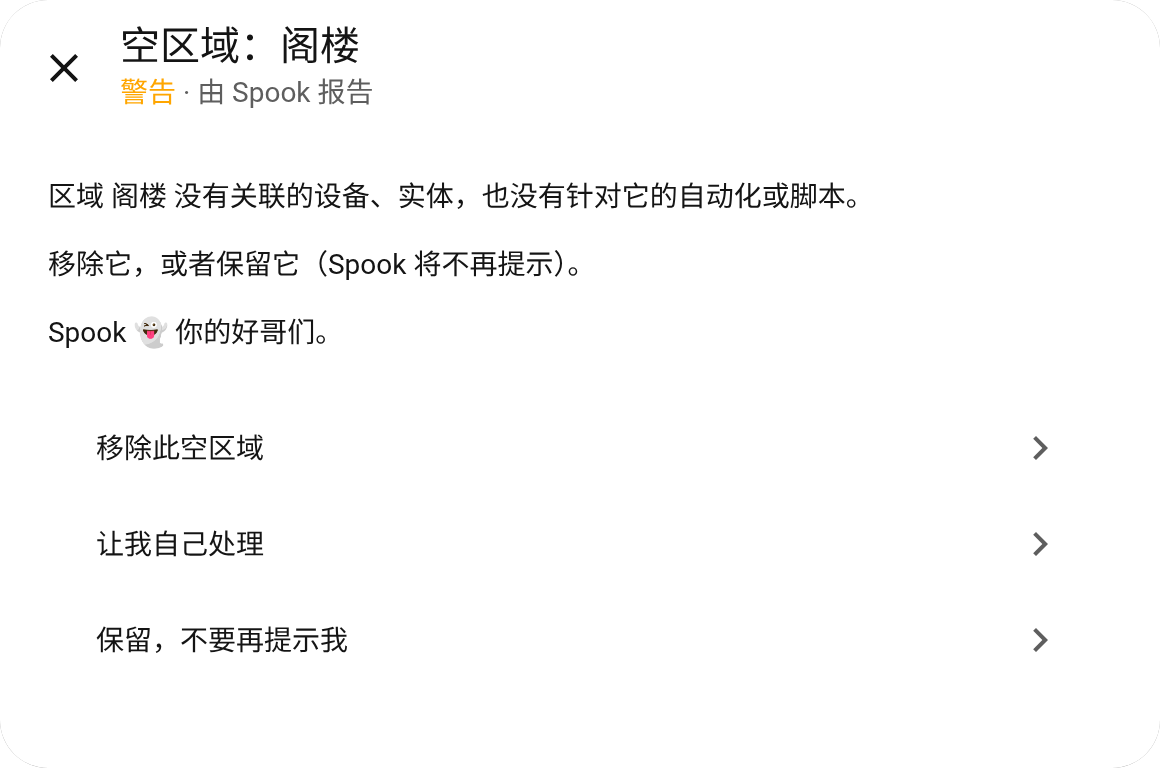 空区域：阁楼
警告 · 由 Spook 报告
区域 阁楼 没有关联的设备、实体，也没有针对它的自动化或脚本。
移除它，或者保留它（Spook 将不再提示）。
Spook 👻 你的好哥们。
移除此空区域
让我自己处理
保留，不要再提示我